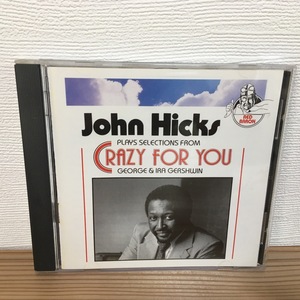 John Hicks
RED BARON
PLAYS SELECTIONS FROM
CRAZY FOR YOU
GEORGE & IRA GERSHWIN